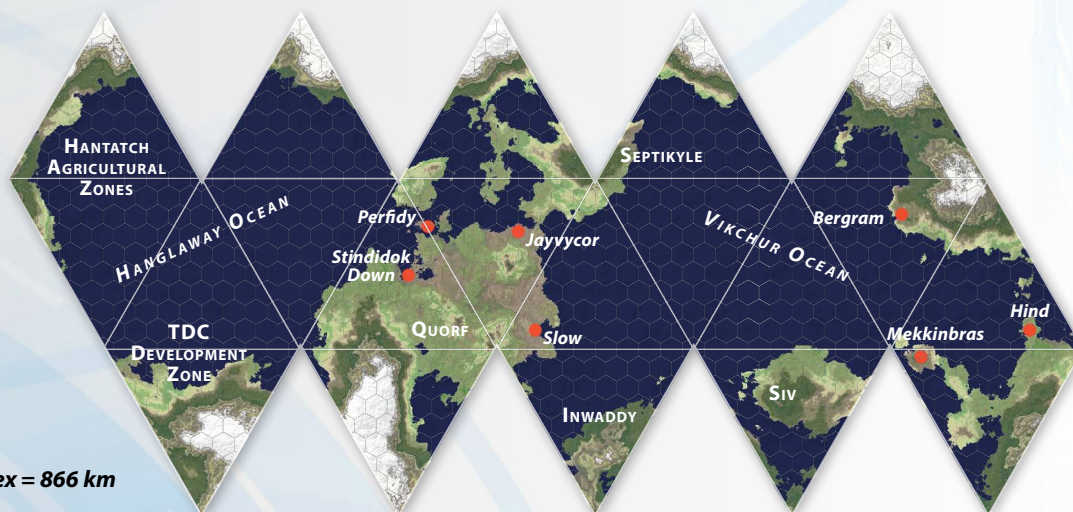 HANTATCH
AGRICULTURAL
ZONES
SEPTIKYLE
HANGLAWAY OCEAN
Perfidy
Jayvycor
Stindidok
Down
VIKCHUR OCEAN
Bergram
TDC
DEVELOPMENT
ZONE
QUORF
Slow
Hind
Mekkinbras
SIV
INWADDY
ex = 866 km